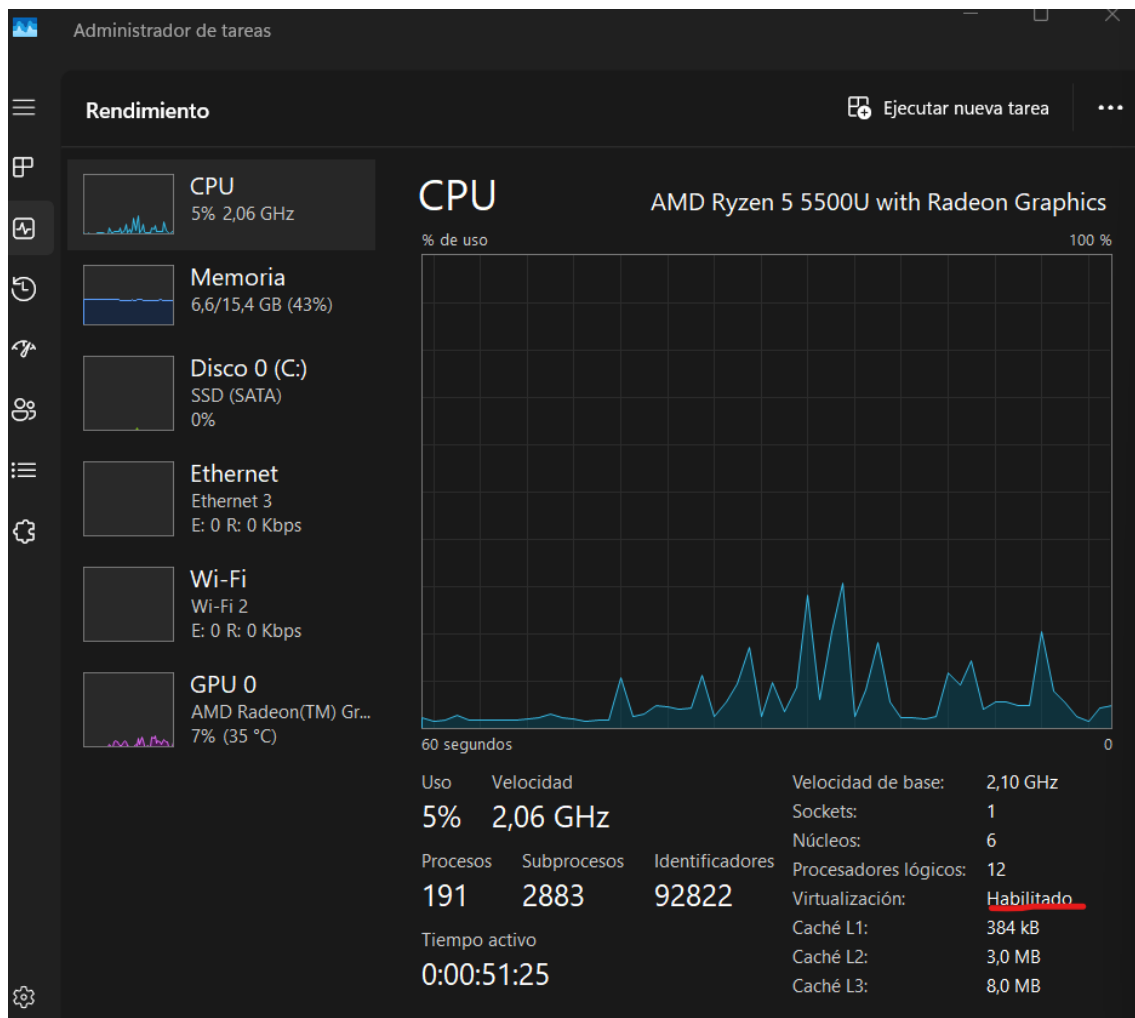 Administrador de tareas
Rendimiento
Ejecutar nueva tarea
CPU
5% 2,06 GHz
Memoria
6,6/15,4 GB (43%)
Disco 0 (C:)
SSD (SATA)
0%
Ethernet
Ethernet 3
E: 0 R: 0 Kbps
Wi-Fi
Wi-Fi 2
E: 0 R: 0 Kbps
GPU 0
AMD Radeon(TM) Gr...
7% (35 °C)
CPU
AMD Ryzen 5 5500U with Radeon Graphics
% de uso
100 %
60 segundos
0
Uso Velocidad
5% 2,06 GHz
Procesos Subprocesos Identificadores
191 2883 92822
Tiempo activo
0:00:51:25
Velocidad de base: 2,10 GHz
Sockets: 1
Núcleos: 6
Procesadores lógicos: 12
Virtualización: Habilitado
Caché L1: 384 kB
Caché L2: 3,0 MB
Caché L3: 8,0 MB